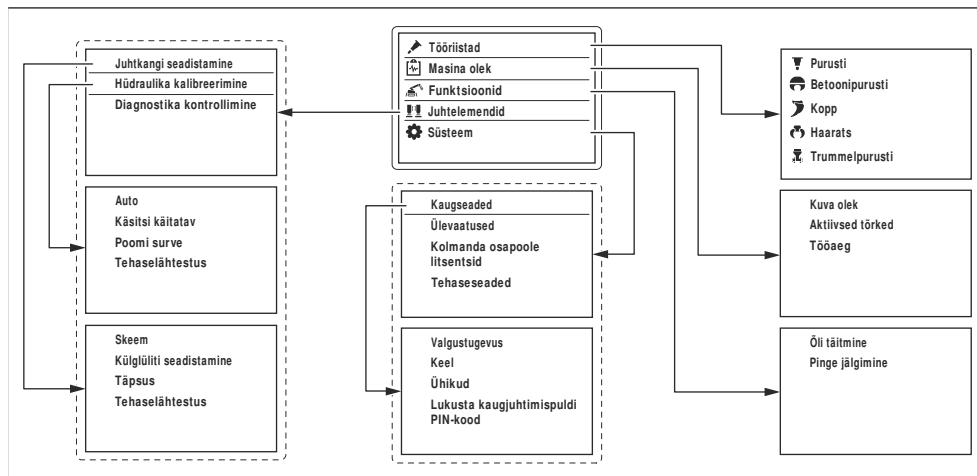 Juhtkangi seadistamine
Hüdraulika kalibreerimine
Diagnostika kontrollimine
Auto
Käsitsi käitatav
Poomi surve
Tehaselähtestus
Skeem
Külglüliti seadistamine
Täpsus
Tehaselähtestus
Tööriistad
Masina olek
Funktsioonid
Juhtelemendid
Süsteem
Kaugseaded
Ülevaatused
Kolmanda osapoole
litsentsid
Tehaseseaded
Valgustugevus
Keel
Ühikud
Lukusta kaugjuhtimispuldi
PIN-kood
Purusti
Betoonipurusti
Kopp
Haarats
Trummelpurusti
Kuva olek
Aktiivsed tõrked
Tööaeg
Õli täitmine
Pinge jälgimine